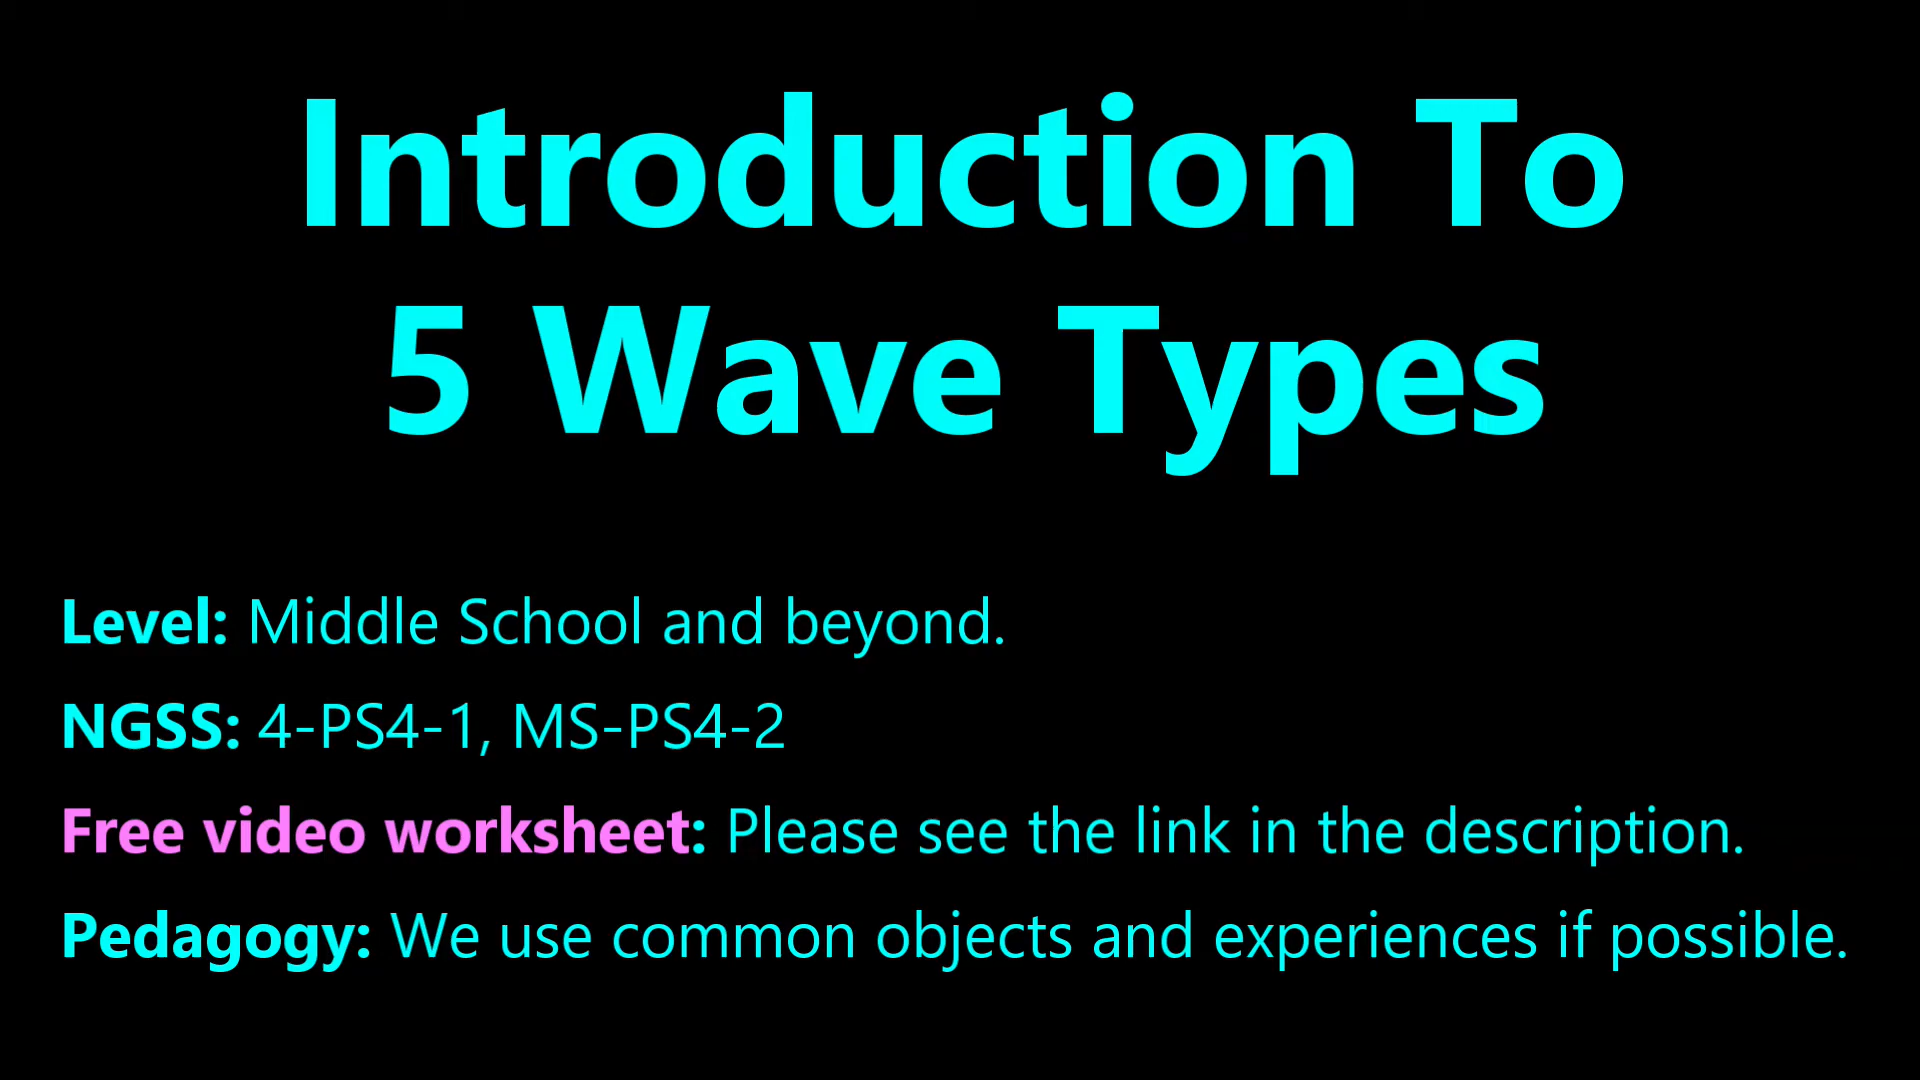 Introduction To
5 Wave Types
Level: Middle School and beyond.
NGSS: 4-PS4-1, MS-PS4-2
Free video worksheet: Please see the link in the description.
Pedagogy: We use common objects and experiences if possible.